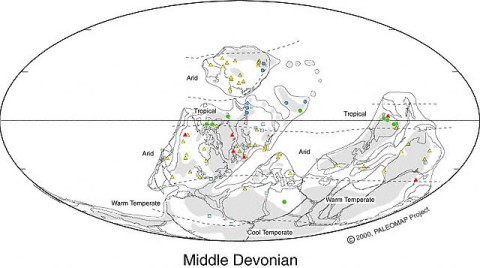 Arid
Tropical
Tropical
Arid
Arid
Warm Temperate
Warm Temperate
Cool Temperate
© 2000, PALEOMAP Project
Middle Devonian